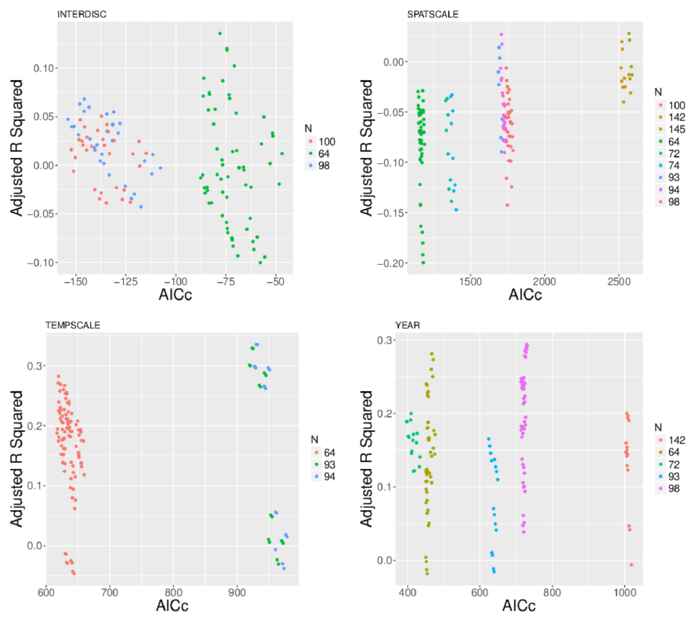 INTERDISC
Adjusted R Squared
0.10
0.05
0.00
−0.05
−0.10
−150 −125 −100 −75 −50
AICc
N
100
64
98
SPATSCALE
Adjusted R Squared
0.00
−0.05
−0.10
−0.15
−0.20
1500 2000 2500
AICc
N
100
142
145
64
72
74
93
94
98
TEMPSCALE
Adjusted R Squared
0.3
0.2
0.1
0.0
600 700 800 900
AICc
N
64
93
94
YEAR
Adjusted R Squared
0.3
0.2
0.1
0.0
400 600 800 1000
AICc
N
142
64
72
93
98